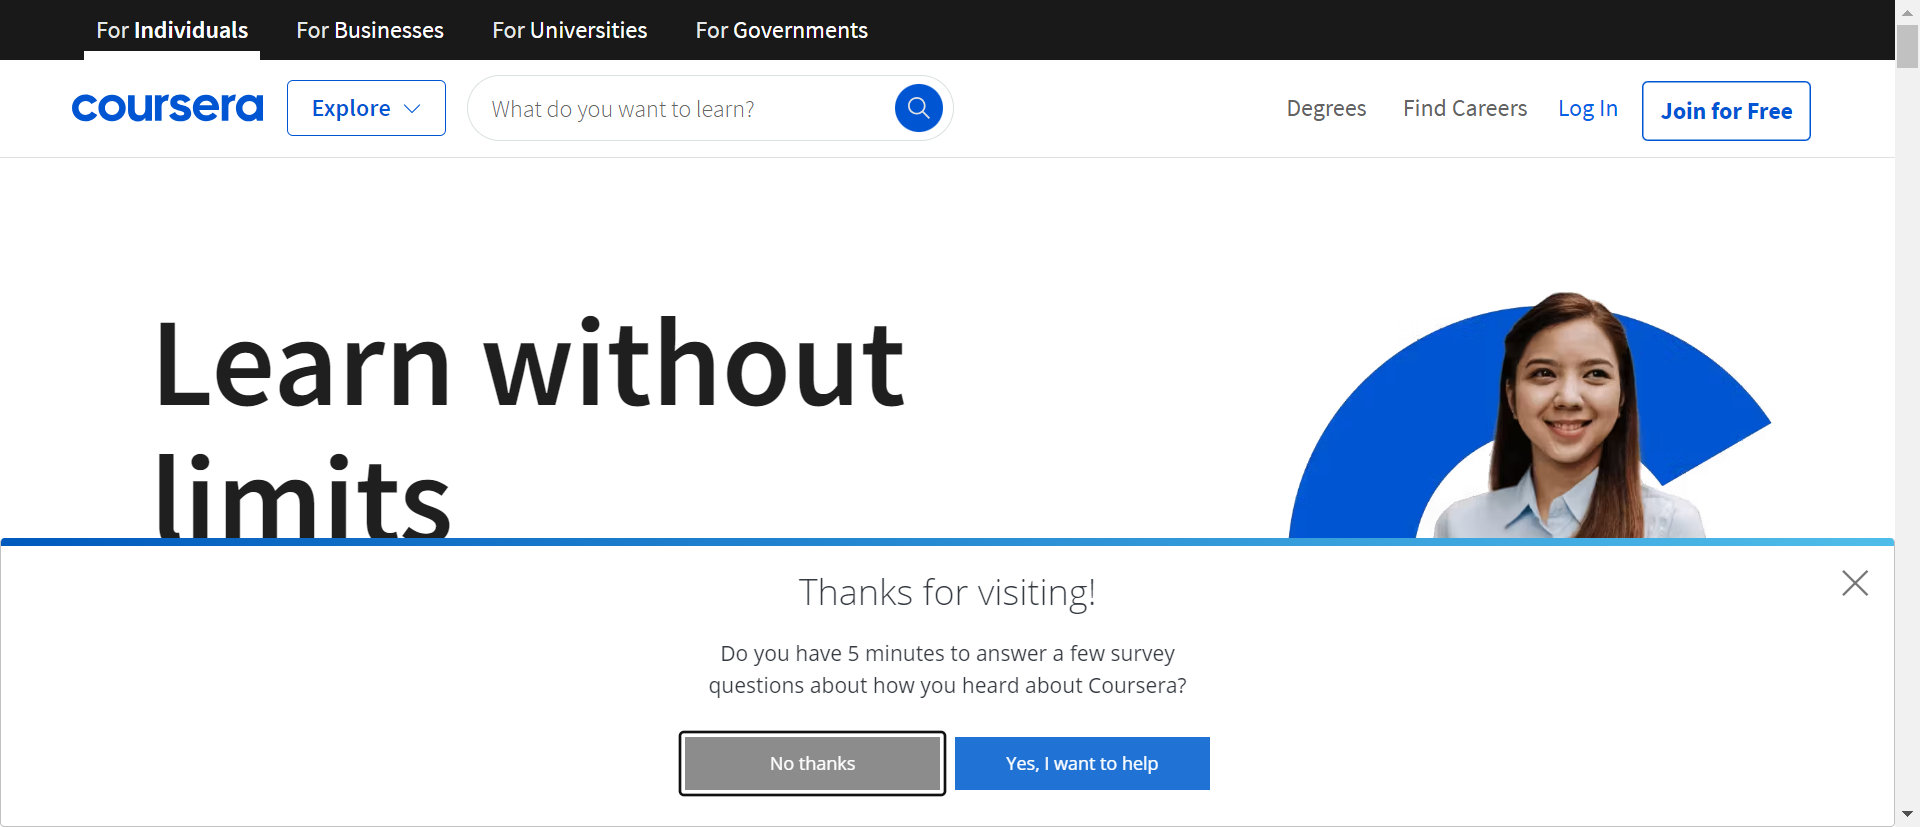 For Individuals For Businesses For Universities For Governments
coursera Explore What do you want to learn? Degrees Find Careers Log In Join for Free
Learn without
limits
Thanks for visiting!
Do you have 5 minutes to answer a few survey
questions about how you heard about Coursera?
No thanks Yes, I want to help